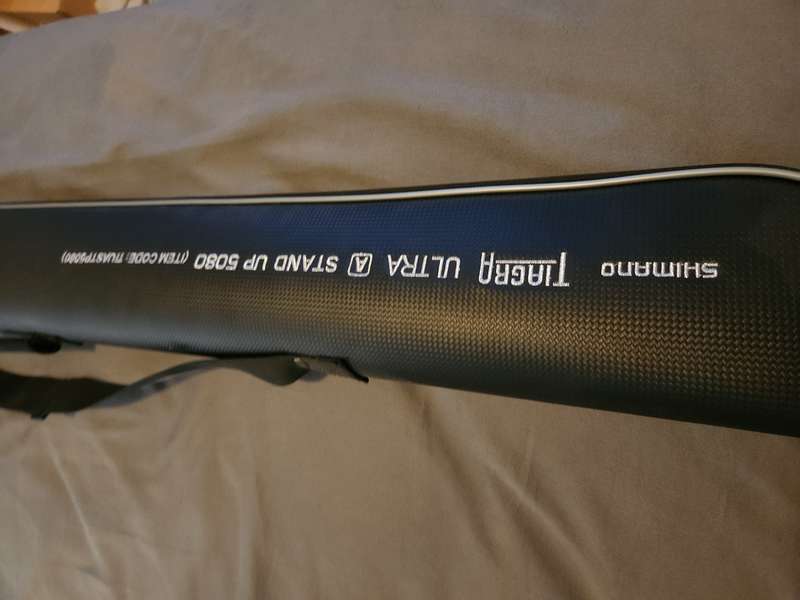 SHIMANO TIAGRA ULTRA A STAND UP 5080 (ITEM CODE: TIUASTP5080)